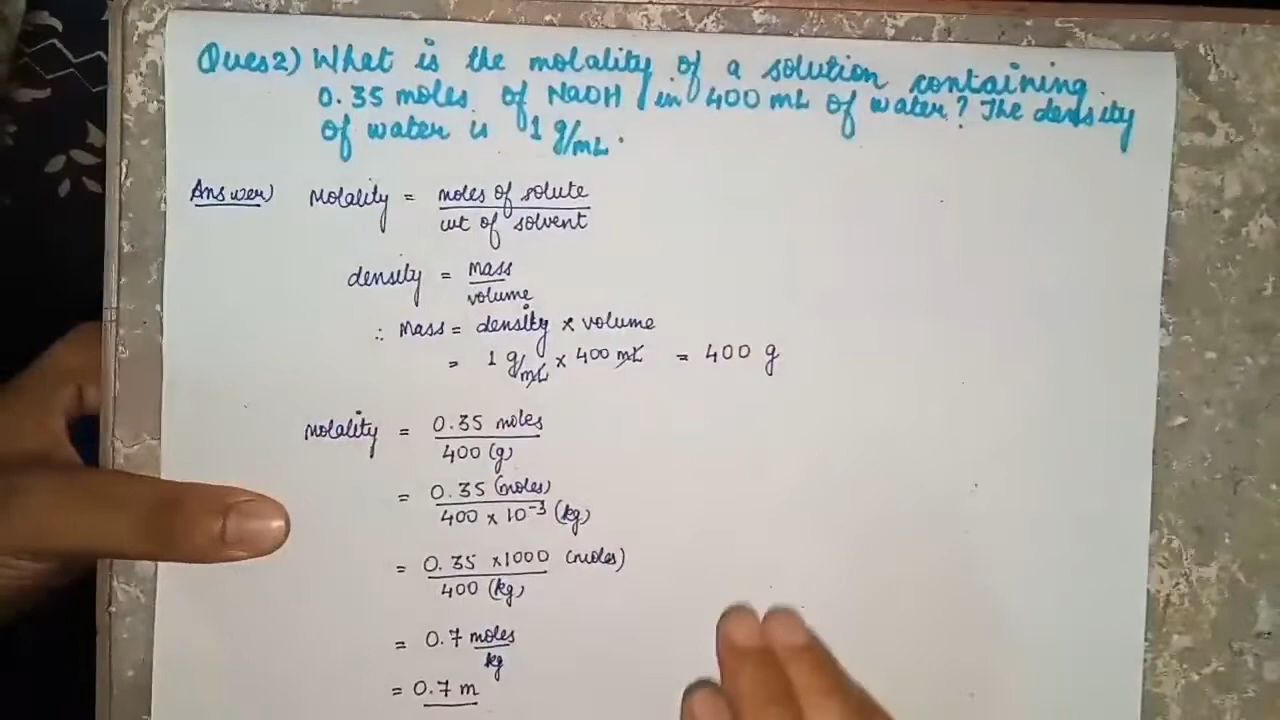 Ques2) What is the molality of a solution containing
0.35 moles of NaOH in 400 mL of water? The density
of water is 1 g/mL.
Answer) Molality = moles of solute
wt of solvent
density = mass
volume
∴ Mass = density × volume
= 1 g/mL × 400 mL = 400 g
Molality = 0.35 moles
400 (g)
= 0.35 (moles)
400 × 10⁻³ (kg)
= 0.35 ×1000 (moles)
400 (kg)
= 0.7 moles
kg
= 0.7 m